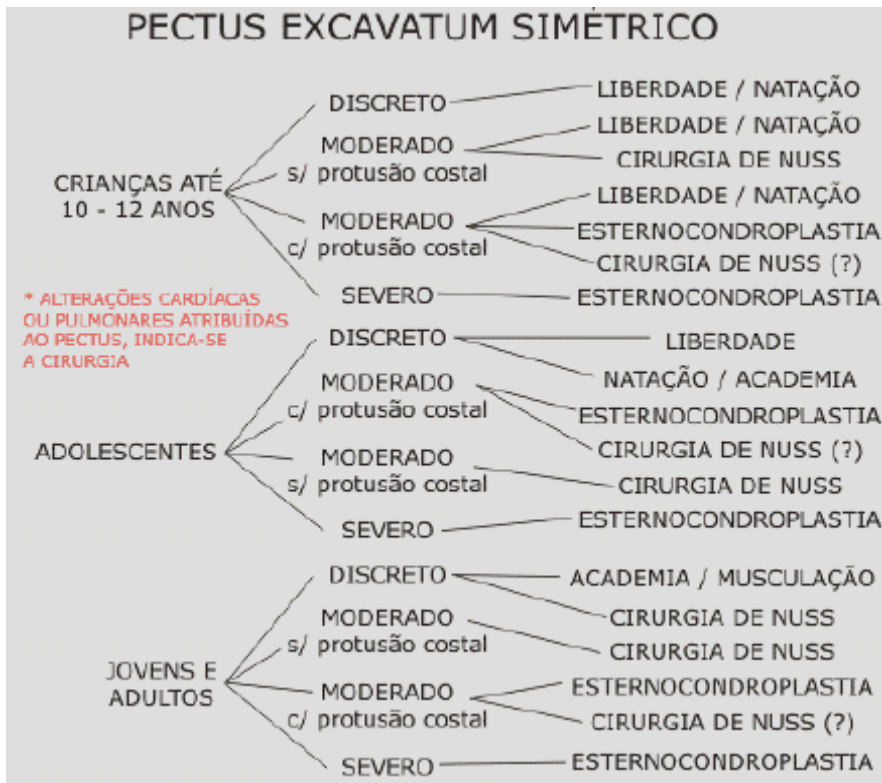 PECTUS EXCAVATUM SIMÉTRICO
CRIANÇAS ATÉ
10 - 12 ANOS
DISCRETO
LIBERDADE / NATAÇÃO
MODERADO
s/ protusão costal
LIBERDADE / NATAÇÃO
CIRURGIA DE NUSS
MODERADO
c/ protusão costal
LIBERDADE / NATAÇÃO
ESTERNOCONDROPLASTIA
CIRURGIA DE NUSS (?)
SEVERO
ESTERNOCONDROPLASTIA
* ALTERAÇÕES CARDÍACAS
OU PULMONARES ATRIBUÍDAS
AO PECTUS, INDICA-SE
A CIRURGIA
ADOLESCENTES
DISCRETO
LIBERDADE
NATAÇÃO / ACADEMIA
MODERADO
c/ protusão costal
ESTERNOCONDROPLASTIA
CIRURGIA DE NUSS (?)
MODERADO
s/ protusão costal
CIRURGIA DE NUSS
SEVERO
ESTERNOCONDROPLASTIA
JOVENS E
ADULTOS
DISCRETO
ACADEMIA / MUSCULAÇÃO
CIRURGIA DE NUSS
MODERADO
s/ protusão costal
CIRURGIA DE NUSS
MODERADO
c/ protusão costal
ESTERNOCONDROPLASTIA
CIRURGIA DE NUSS (?)
SEVERO
ESTERNOCONDROPLASTIA